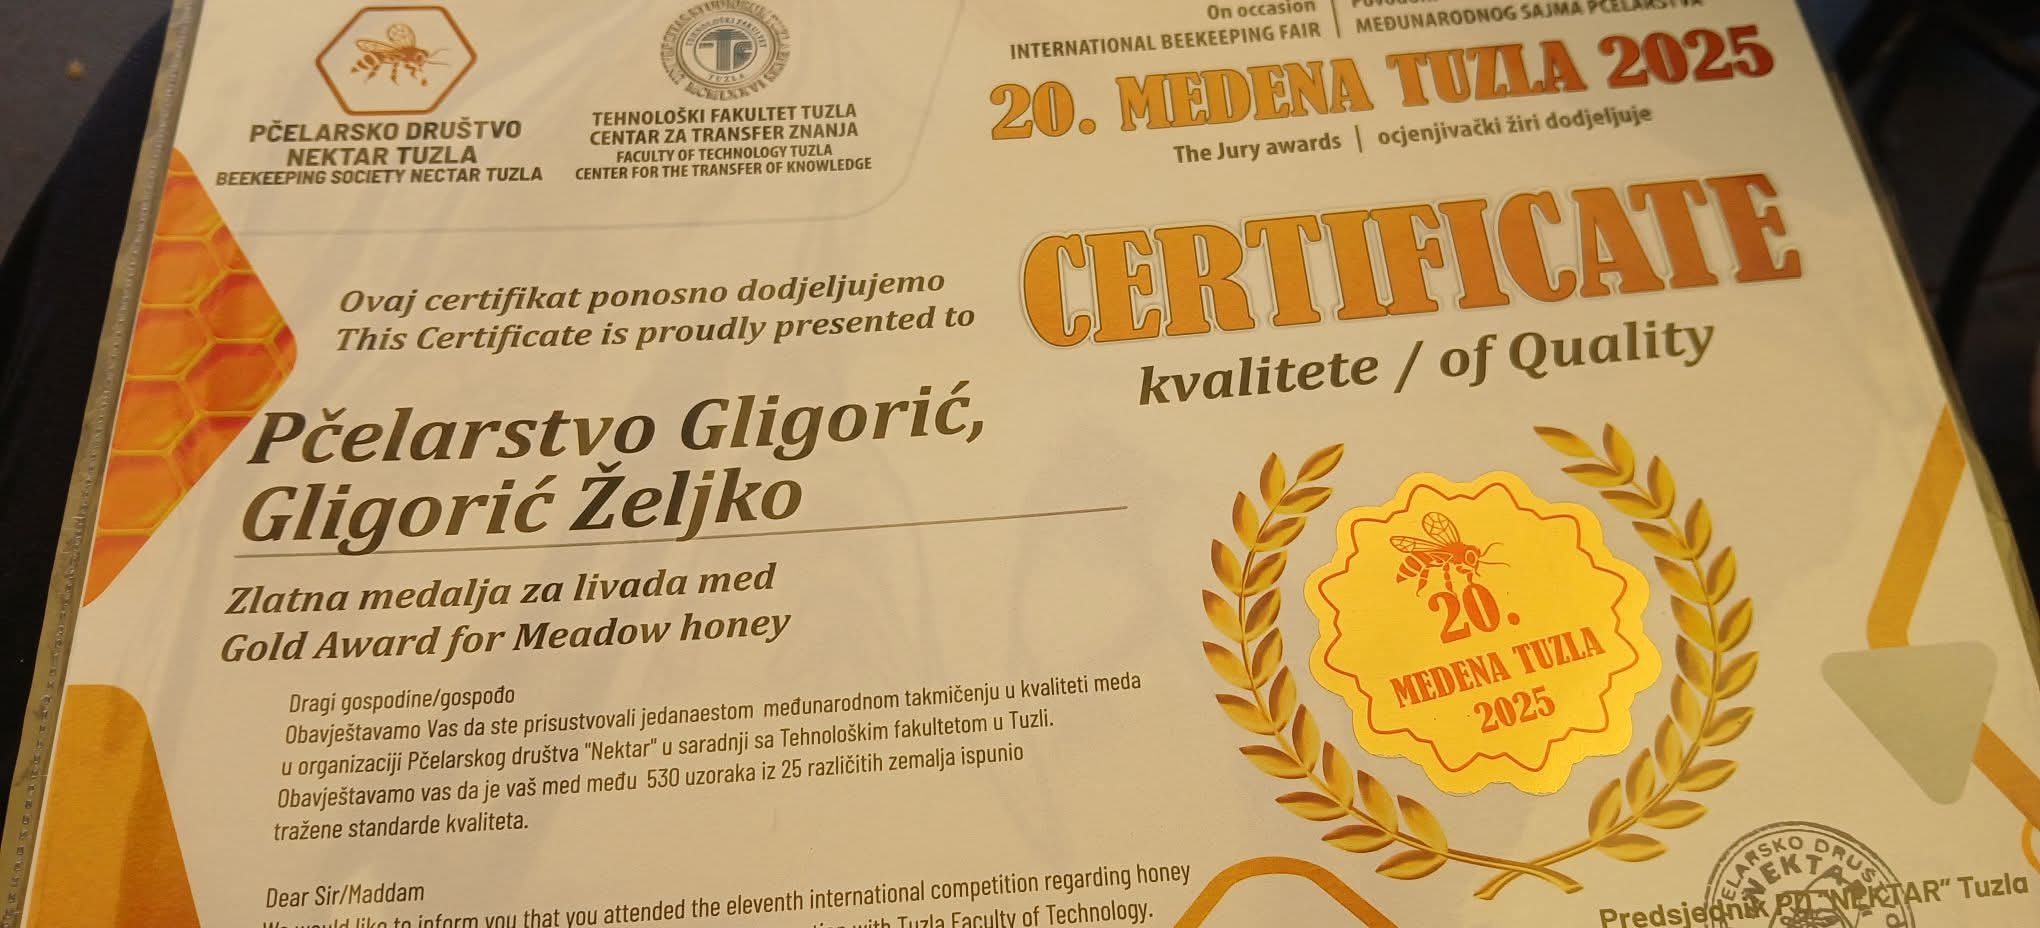 PČELARSKO DRUŠTVO
NEKTAR TUZLA
BEEKEEPING SOCIETY NECTAR TUZLA
TUZLA
MCMLXXVI
TEHNOLOŠKI FAKULTET TUZLA
CENTAR ZA TRANSFER ZNANJA
FACULTY OF TECHNOLOGY TUZLA
CENTER FOR THE TRANSFER OF KNOWLEDGE
On occasion
INTERNATIONAL BEEKEEPING FAIR | MEĐUNARODNOG SAJMA PČELARSTVA
20. MEDENA TUZLA 2025
The Jury awards | ocjenjivački žiri dodjeljuje
CERTIFICATE
kvalitete / of Quality
Ovaj certifikat ponosno dodjeljujemo
This Certificate is proudly presented to
Pčelarstvo Gligorić,
Gligorić Željko
Zlatna medalja za livada med
Gold Award for Meadow honey
Dragi gospodine/gospođo
Obavještavamo Vas da ste prisustvovali jedanaestom međunarodnom takmičenju u kvaliteti meda
u organizaciji Pčelarskog društva "Nektar" u saradnji sa Tehnološkim fakultetom u Tuzli.
Obavještavamo vas da je vaš med među 530 uzoraka iz 25 različitih zemalja ispunio
tražene standarde kvaliteta.
Dear Sir/Maddam
We would like to inform you that you attended the eleventh international competition regarding honey
with Tuzla Faculty of Technology.
20.
MEDENA TUZLA
2025
NEKTAR
Predsjednik PD "NEKTAR" Tuzla